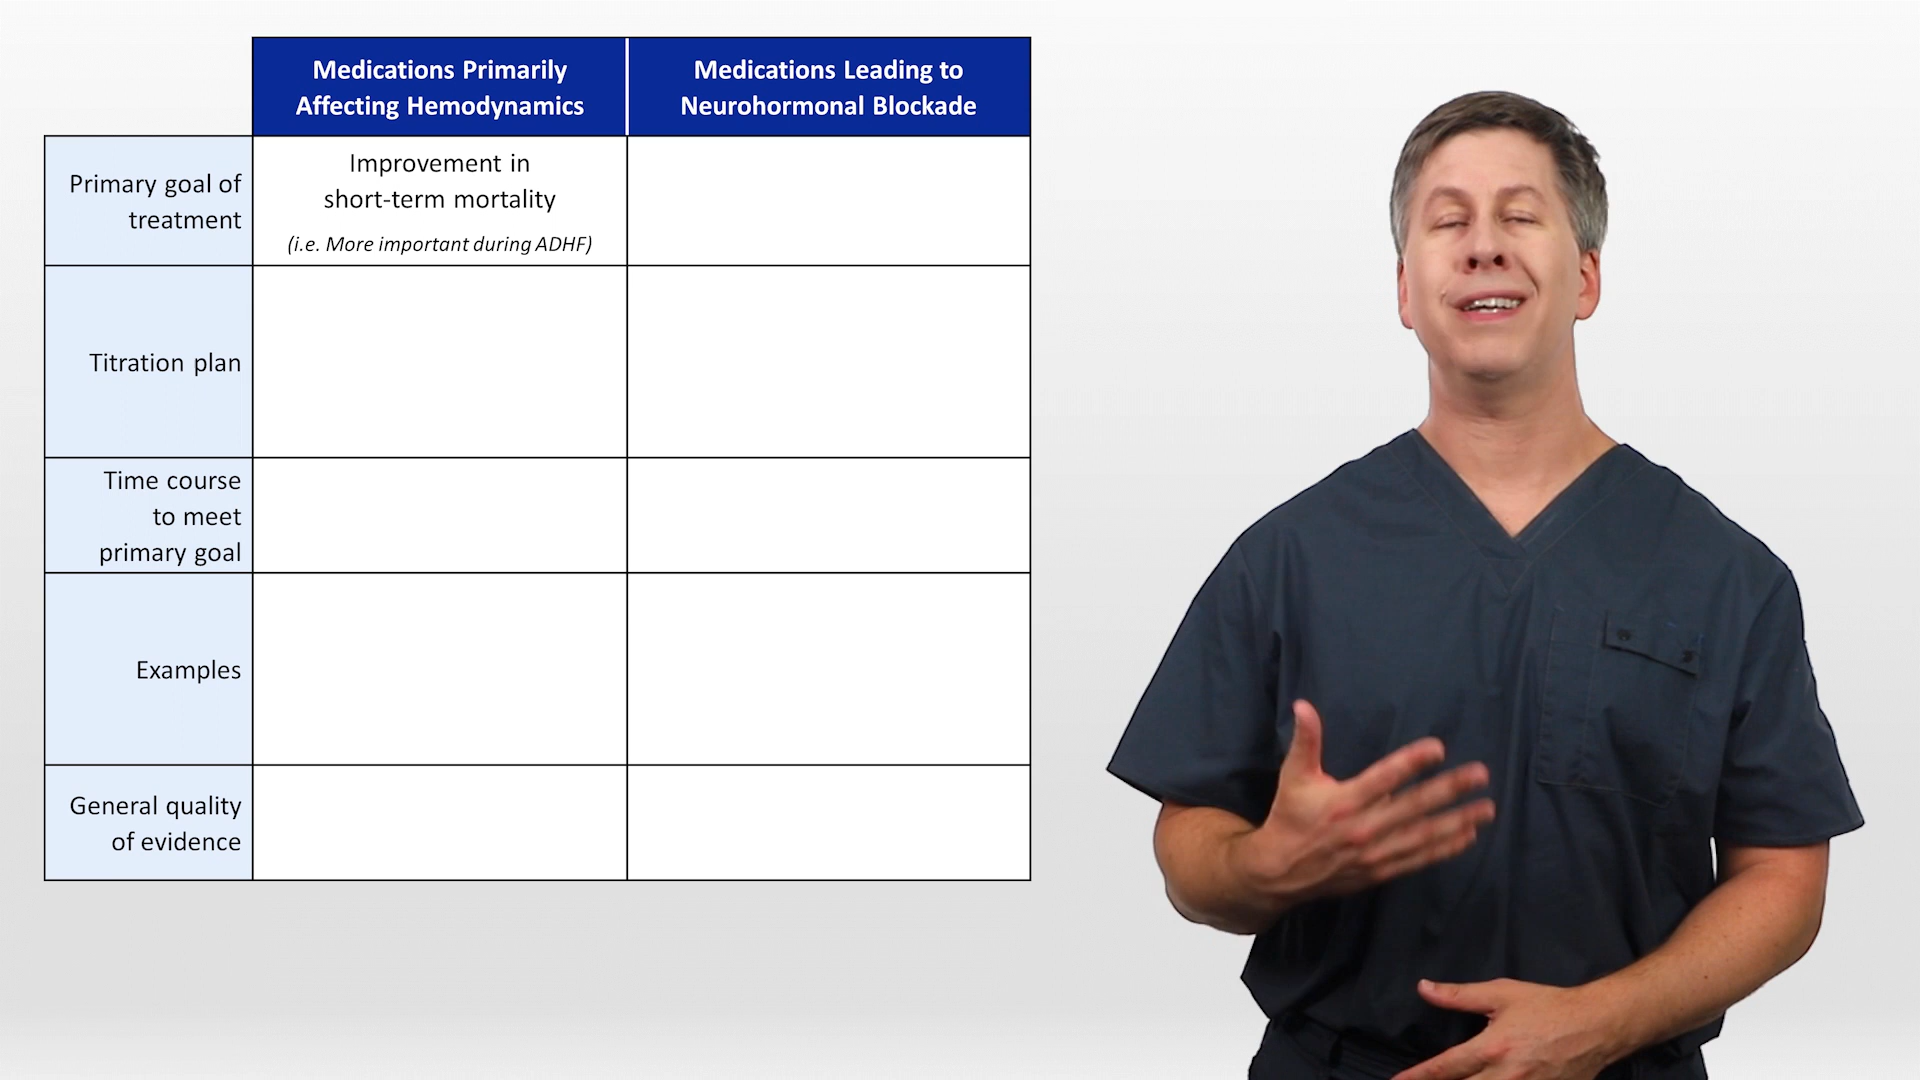 Medications Primarily
Affecting Hemodynamics
Medications Leading to
Neurohormonal Blockade
Primary goal of
treatment
Improvement in
short-term mortality
(i.e. More important during ADHF)
Titration plan
Time course
to meet
primary goal
Examples
General quality
of evidence